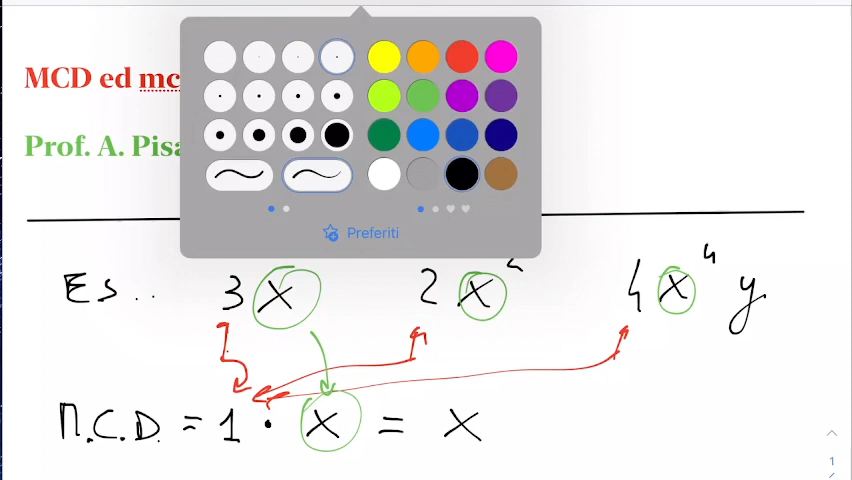 MCD ed mc
Prof. A. Pisa
Preferiti
Es.. 3x 2x² 4x⁴y
M.C.D. = 1 · x = x
1